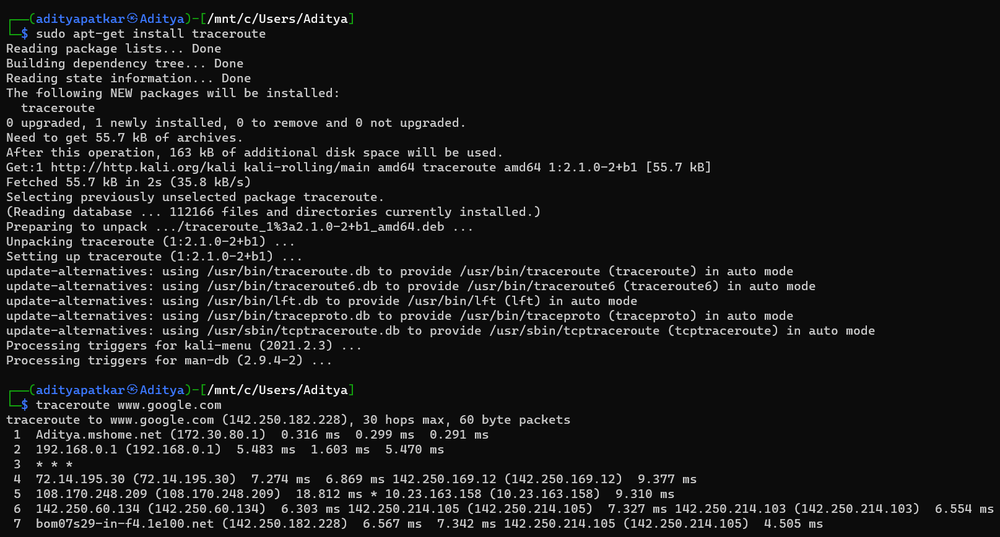 ┌──(adityapatkar㉿Aditya)-[/mnt/c/Users/Aditya]
└─$ sudo apt-get install traceroute
Reading package lists... Done
Building dependency tree... Done
Reading state information... Done
The following NEW packages will be installed:
  traceroute
0 upgraded, 1 newly installed, 0 to remove and 0 not upgraded.
Need to get 55.7 kB of archives.
After this operation, 163 kB of additional disk space will be used.
Get:1 http://http.kali.org/kali kali-rolling/main amd64 traceroute amd64 1:2.1.0-2+b1 [55.7 kB]
Fetched 55.7 kB in 2s (35.8 kB/s)
Selecting previously unselected package traceroute.
(Reading database ... 112166 files and directories currently installed.)
Preparing to unpack .../traceroute_1%3a2.1.0-2+b1_amd64.deb ...
Unpacking traceroute (1:2.1.0-2+b1) ...
Setting up traceroute (1:2.1.0-2+b1) ...
update-alternatives: using /usr/bin/traceroute.db to provide /usr/bin/traceroute (traceroute) in auto mode
update-alternatives: using /usr/bin/traceroute6.db to provide /usr/bin/traceroute6 (traceroute6) in auto mode
update-alternatives: using /usr/bin/lft.db to provide /usr/bin/lft (lft) in auto mode
update-alternatives: using /usr/bin/traceproto.db to provide /usr/bin/traceproto (traceproto) in auto mode
update-alternatives: using /usr/sbin/tcptraceroute.db to provide /usr/sbin/tcptraceroute (tcptraceroute) in auto mode
Processing triggers for kali-menu (2021.2.3) ...
Processing triggers for man-db (2.9.4-2) ...
┌──(adityapatkar㉿Aditya)-[/mnt/c/Users/Aditya]
└─$ traceroute www.google.com
traceroute to www.google.com (142.250.182.228), 30 hops max, 60 byte packets
 1  Aditya.mshome.net (172.30.80.1)  0.316 ms  0.299 ms  0.291 ms
 2  192.168.0.1 (192.168.0.1)  5.483 ms  1.603 ms  5.470 ms
 3  * * *
 4  72.14.195.30 (72.14.195.30)  7.274 ms  6.869 ms 142.250.169.12 (142.250.169.12)  9.377 ms
 5  108.170.248.209 (108.170.248.209)  18.812 ms * 10.23.163.158 (10.23.163.158)  9.310 ms
 6  142.250.60.134 (142.250.60.134)  6.303 ms 142.250.214.105 (142.250.214.105)  7.327 ms 142.250.214.103 (142.250.214.103)  6.554 ms
 7  bom07s29-in-f4.1e100.net (142.250.182.228)  6.567 ms  7.342 ms 142.250.214.105 (142.250.214.105)  4.505 ms